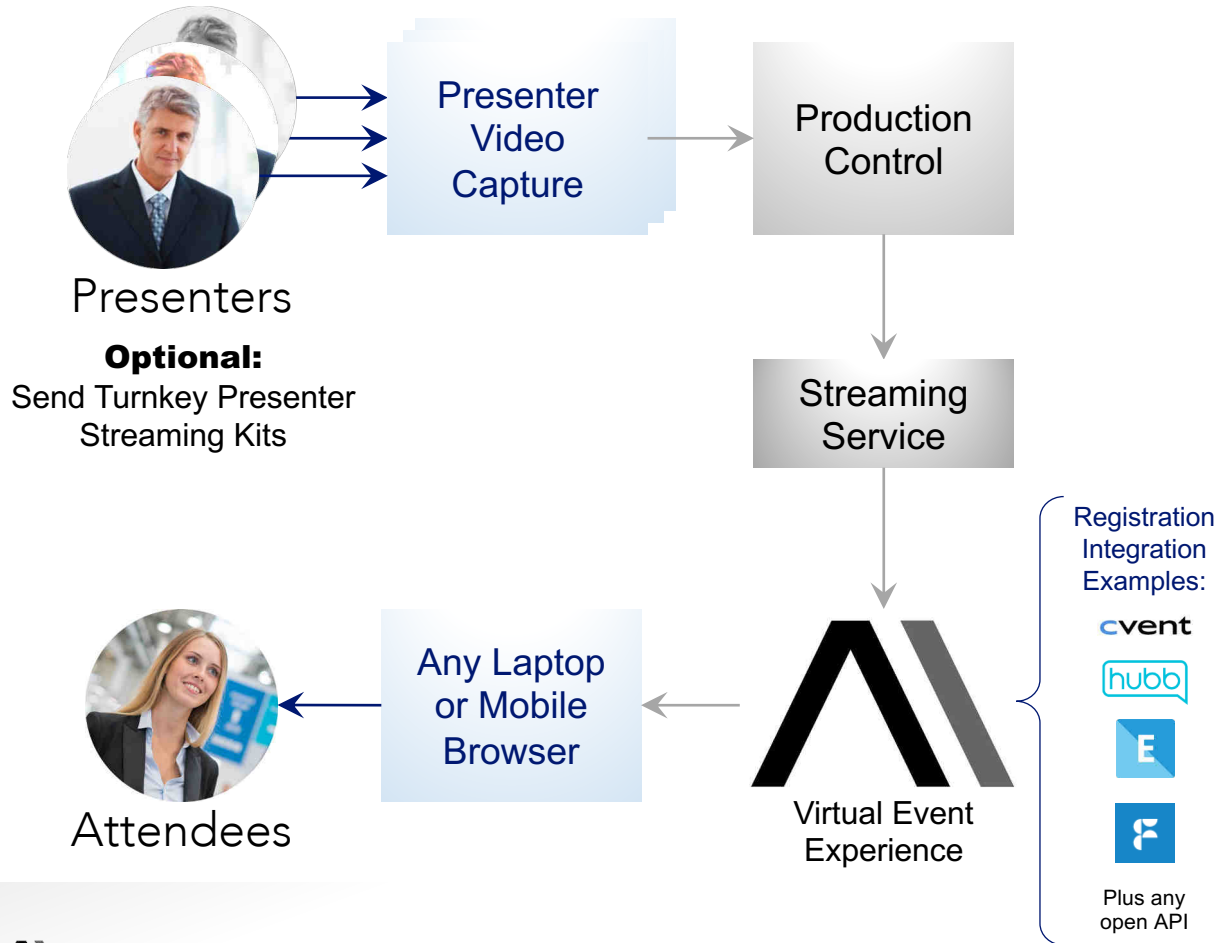 Presenter
Video
Capture
Production
Control
Presenters
Optional:
Send Turnkey Presenter
Streaming Kits
Streaming
Service
Registration
Integration
Examples:
cvent
hubb
E
F
Plus any
open API
Any Laptop
or Mobile
Browser
Attendees
Virtual Event
Experience